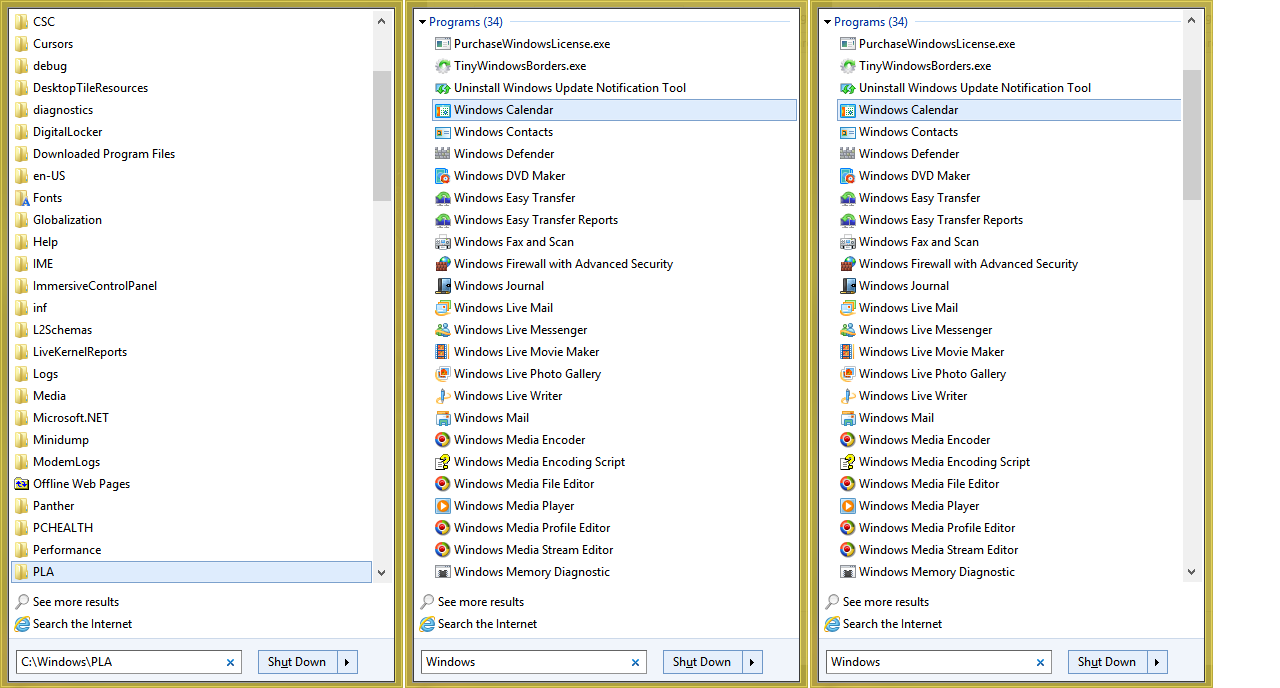 CSC
Cursors
debug
DesktopTileResources
diagnostics
DigitalLocker
Downloaded Program Files
en-US
Fonts
Globalization
Help
IME
ImmersiveControlPanel
inf
L2Schemas
LiveKernelReports
Logs
Media
Microsoft.NET
Minidump
ModemLogs
Offline Web Pages
Panther
PCHEALTH
Performance
PLA
See more results
Search the Internet
C:\Windows\PLA
Shut Down
Programs (34)
PurchaseWindowsLicense.exe
TinyWindowsBorders.exe
Uninstall Windows Update Notification Tool
Windows Calendar
Windows Contacts
Windows Defender
Windows DVD Maker
Windows Easy Transfer
Windows Easy Transfer Reports
Windows Fax and Scan
Windows Firewall with Advanced Security
Windows Journal
Windows Live Mail
Windows Live Messenger
Windows Live Movie Maker
Windows Live Photo Gallery
Windows Live Writer
Windows Mail
Windows Media Encoder
Windows Media Encoding Script
Windows Media File Editor
Windows Media Player
Windows Media Profile Editor
Windows Media Stream Editor
Windows Memory Diagnostic
See more results
Search the Internet
Windows
Shut Down
Programs (34)
PurchaseWindowsLicense.exe
TinyWindowsBorders.exe
Uninstall Windows Update Notification Tool
Windows Calendar
Windows Contacts
Windows Defender
Windows DVD Maker
Windows Easy Transfer
Windows Easy Transfer Reports
Windows Fax and Scan
Windows Firewall with Advanced Security
Windows Journal
Windows Live Mail
Windows Live Messenger
Windows Live Movie Maker
Windows Live Photo Gallery
Windows Live Writer
Windows Mail
Windows Media Encoder
Windows Media Encoding Script
Windows Media File Editor
Windows Media Player
Windows Media Profile Editor
Windows Media Stream Editor
Windows Memory Diagnostic
See more results
Search the Internet
Windows
Shut Down